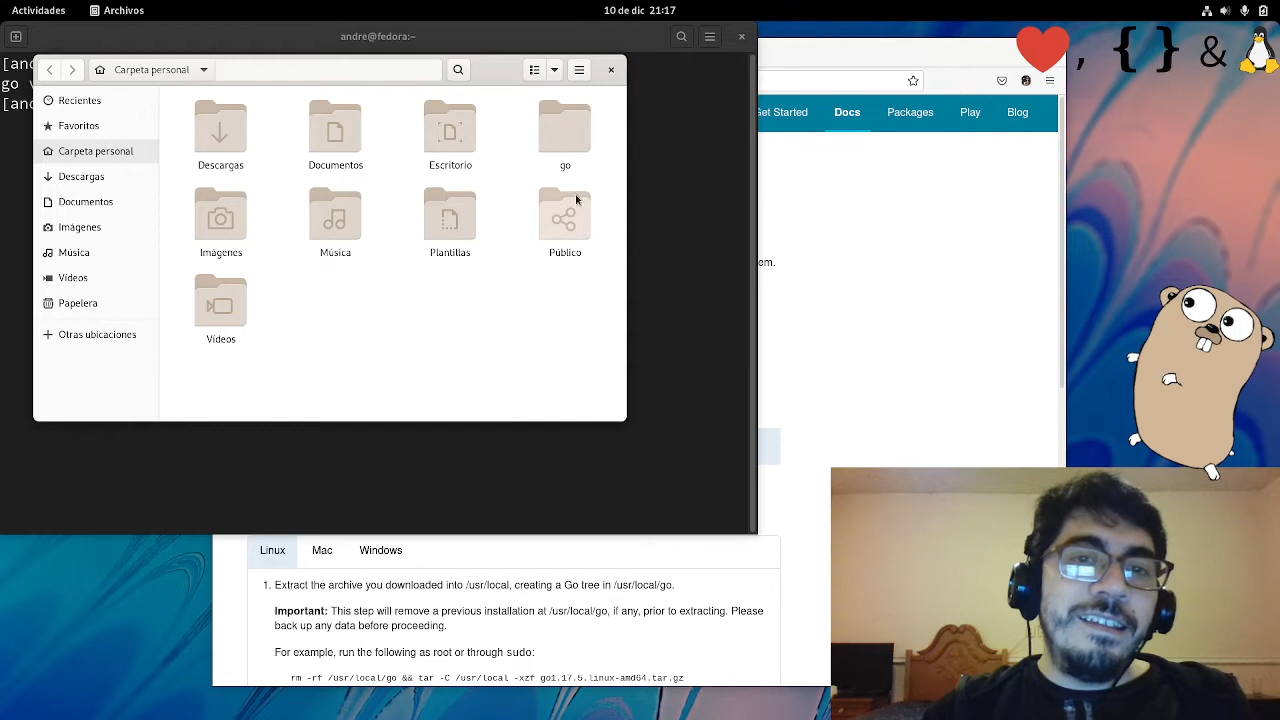 Actividades
Archivos
10 de dic 21:17
andre@fedora:~
, { } &
[and
go v
[and
Carpeta personal
Recientes
Favoritos
Carpeta personal
Descargas
Documentos
Imágenes
Música
Vídeos
Papelera
Otras ubicaciones
Descargas
Documentos
Escritorio
go
Imágenes
Música
Plantillas
Público
Vídeos
Get Started
Docs
Packages
Play
Blog
em.
Linux
Mac
Windows
1. Extract the archive you downloaded into /usr/local, creating a Go tree in /usr/local/go.
Important: This step will remove a previous installation at /usr/local/go, if any, prior to extracting. Please
back up any data before proceeding.
For example, run the following as root or through sudo:
rm -rf /usr/local/go && tar -C /usr/local -xzf go1.17.5.linux-amd64.tar.gz